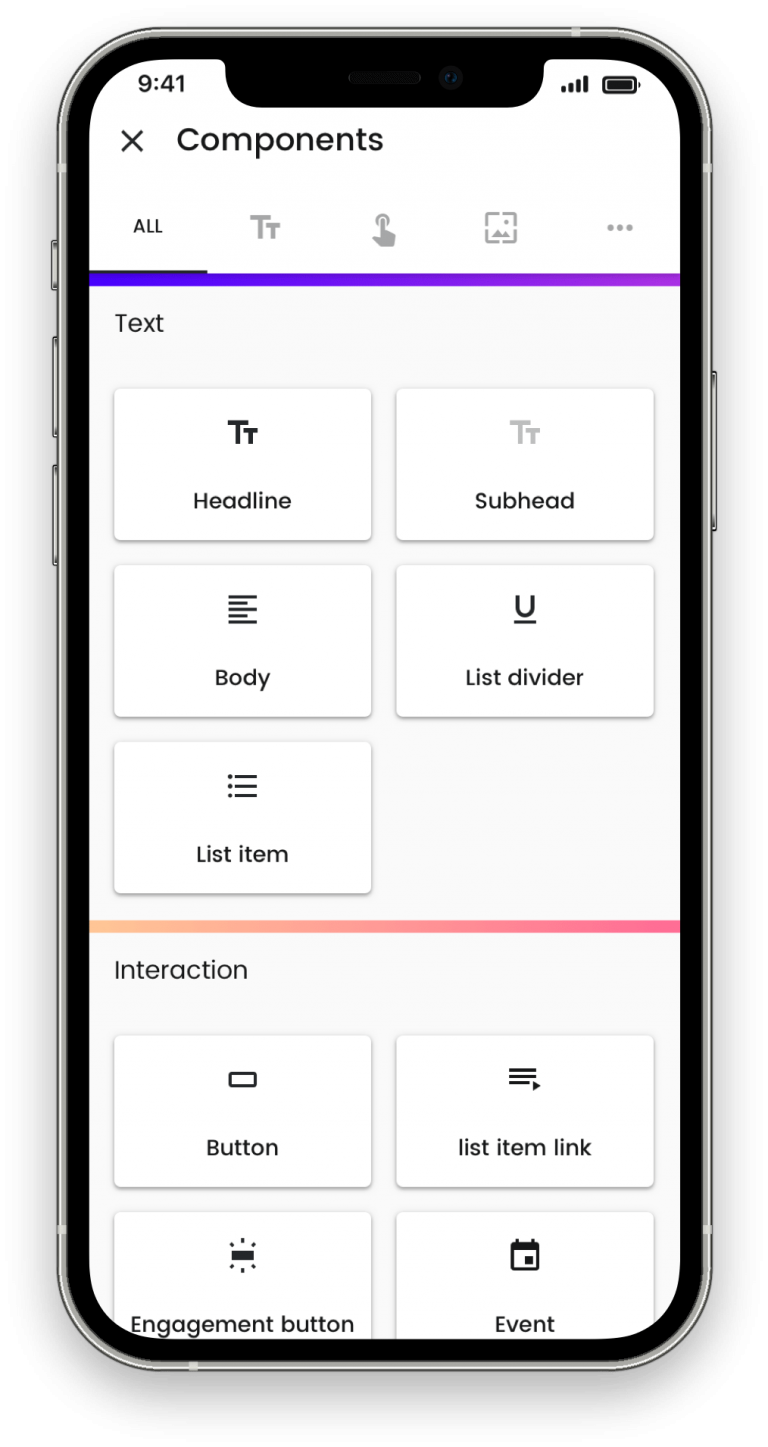 9:41
Components
ALL
Text
Headline
Subhead
Body
List divider
List item
Interaction
Button
list item link
Engagement button
Event